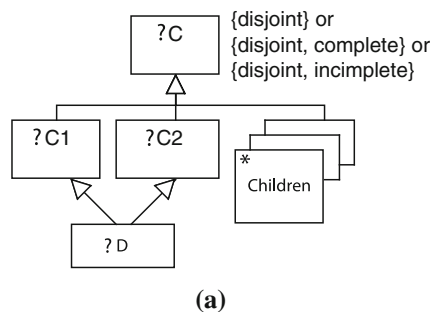 ?C
{disjoint} or
{disjoint, complete} or
{disjoint, incimplete}
?C1
?C2
*
Children
?D
(a)